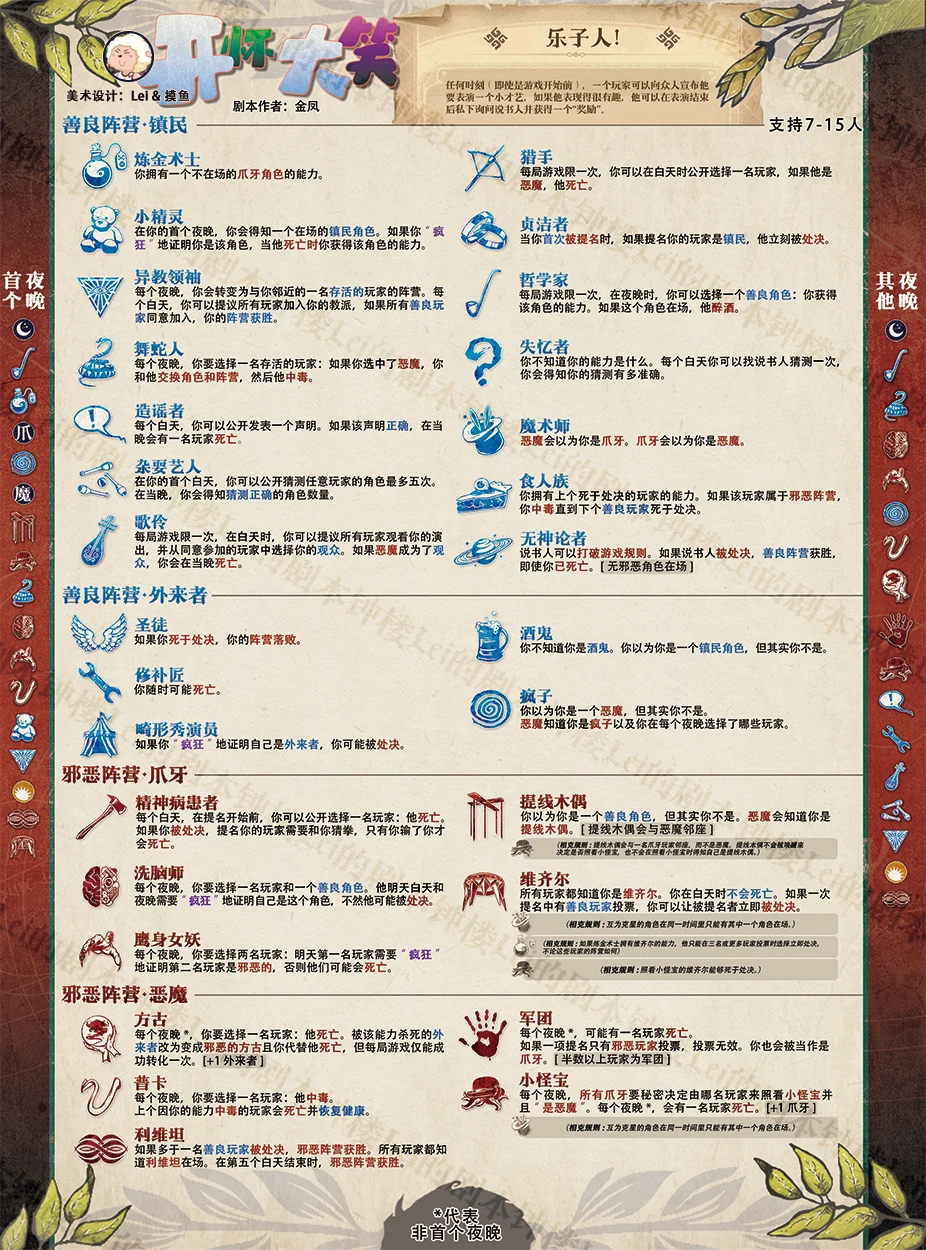 开怀大笑
美术设计：Lei & 摸鱼
剧本作者：金凤
乐子人！
任何时刻（即使是游戏开始前），一个玩家可以向众人宣布他
要表演一个小才艺，如果他表现得很有趣，他可以在表演结束
后私下询问说书人并获得一个“奖励”.
支持7-15人
善良阵营·镇民
炼金术士
你拥有一个不在场的爪牙角色的能力。
小精灵
在你的首个夜晚，你会得知一个在场的镇民角色。如果你“疯
狂”地证明你是该角色，当他死亡时你获得该角色的能力。
异教领袖
每个夜晚，你会转变为与你邻近的一名存活的玩家的阵营。每
个白天，你可以提议所有玩家加入你的教派，如果所有善良玩
家同意加入，你的阵营获胜。
舞蛇人
每个夜晚，你要选择一名存活的玩家：如果你选中了恶魔，你
和他交换角色和阵营，然后他中毒。
造谣者
每个白天，你可以公开发表一个声明。如果该声明正确，在当
晚会有一名玩家死亡。
杂耍艺人
在你的首个白天，你可以公开猜测任意玩家的角色最多五次。
在当晚，你会得知猜测正确的角色数量。
歌伶
每局游戏限一次，在白天时，你可以提议所有玩家观看你的演
出，并从同意参加的玩家中选择你的观众。如果恶魔成为了观
众，你会在当晚死亡。
猎手
每局游戏限一次，你可以在白天时公开选择一名玩家，如果他是
恶魔，他死亡。
贞洁者
当你首次被提名时，如果提名你的玩家是镇民，他立刻被处决。
哲学家
每局游戏限一次，在夜晚时，你可以选择一个善良角色：你获得
该角色的能力。如果这个角色在场，他醉酒。
失忆者
你不知道你的能力是什么。每个白天你可以找说书人猜测一次，
你会得知你的猜测有多准确。
魔术师
恶魔会以为你是爪牙。爪牙会以为你是恶魔。
食人族
你拥有上个死于处决的玩家的能力。如果该玩家属于邪恶阵营，
你中毒直到下个善良玩家死于处决。
无神论者
说书人可以打破游戏规则。如果说书人被处决，善良阵营获胜，
即使你已死亡。[ 无邪恶角色在场 ]
善良阵营·外来者
圣徒
如果你死于处决，你的阵营落败。
修补匠
你随时可能死亡。
畸形秀演员
如果你“疯狂”地证明自己是外来者，你可能被处决。
酒鬼
你不知道你是酒鬼。你以为你是一个镇民角色，但其实你不是。
疯子
你以为你是一个恶魔，但其实你不是。
恶魔知道你是疯子以及你在每个夜晚选择了哪些玩家。
邪恶阵营·爪牙
精神病患者
每个白天，在提名开始前，你可以公开选择一名玩家：他死亡。
如果你被处决，提名你的玩家需要和你猜拳，只有你输了你才
会死亡。
洗脑师
每个夜晚，你要选择一名玩家和一个善良角色。他明天白天和
夜晚需要“疯狂”地证明自己是这个角色，不然他可能被处决。
鹰身女妖
每个夜晚，你要选择两名玩家：明天第一名玩家需要“疯狂”
地证明第二名玩家是邪恶的，否则他们可能会死亡。
提线木偶
你以为你是一个善良角色，但其实你不是。恶魔会知道你是
提线木偶。[ 提线木偶会与恶魔邻座 ]
（相克规则：提线木偶会与一名爪牙玩家邻座，而不是恶魔。提线木偶不会被唤醒来
决定是否照看小怪宝，也不会在照看小怪宝时得知自己是提线木偶。）
维齐尔
所有玩家都知道你是维齐尔。你在白天时不会死亡。如果一次
提名中有善良玩家投票，你可以让被提名者立即被处决。
（相克规则：互为克星的角色在同一时间里只能有其中一个角色在场。）
（相克规则：如果炼金术士拥有维齐尔的能力，他只能在三名或更多玩家投票时选择立即处决，
不论这些玩家的阵营如何）
（相克规则：照看小怪宝的维齐尔能够死于处决。）
邪恶阵营·恶魔
方古
每个夜晚*，你要选择一名玩家：他死亡。被该能力杀死的外
来者改为变成邪恶的方古且你代替他死亡，但每局游戏仅能成
功转化一次。[+1 外来者 ]
普卡
每个夜晚，你要选择一名玩家：他中毒。
上个因你的能力中毒的玩家会死亡并恢复健康。
利维坦
如果多于一名善良玩家被处决，邪恶阵营获胜。所有玩家都知
道利维坦在场。在第五个白天结束时，邪恶阵营获胜。
军团
每个夜晚*，可能有一名玩家死亡。
如果一项提名只有邪恶玩家投票，投票无效。你也会被当作是
爪牙。[ 半数以上玩家为军团 ]
小怪宝
每个夜晚，所有爪牙要秘密决定由哪名玩家来照看小怪宝并
且“是恶魔”。每个夜晚*，会有一名玩家死亡。[+1 爪牙 ]
（相克规则：互为克星的角色在同一时间里只能有其中一个角色在场。）
首个夜晚
爪
魔
其他夜晚
*代表
非首个夜晚